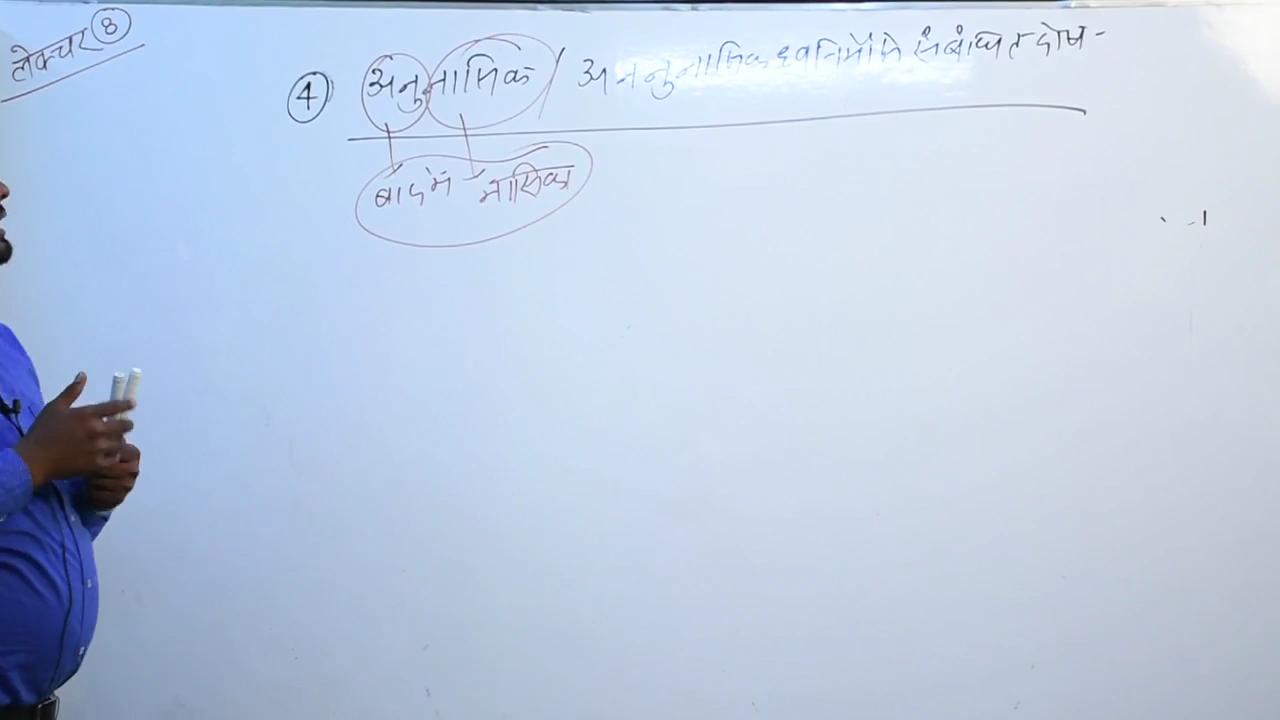 लेक्चर 8
4 अनुनासिक / अननुनासिक ध्वनियों से संबंधित दोष -
बाद में नासिका